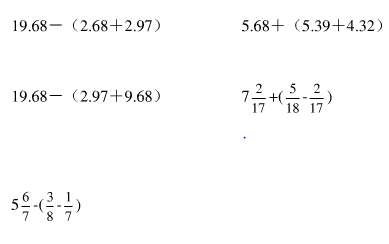 19.68－（2.68＋2.97） 5.68＋（5.39＋4.32）
19.68－（2.97＋9.68） 7 2/17 +( 5/18 - 2/17 )
5 6/7 -( 3/8 - 1/7 )